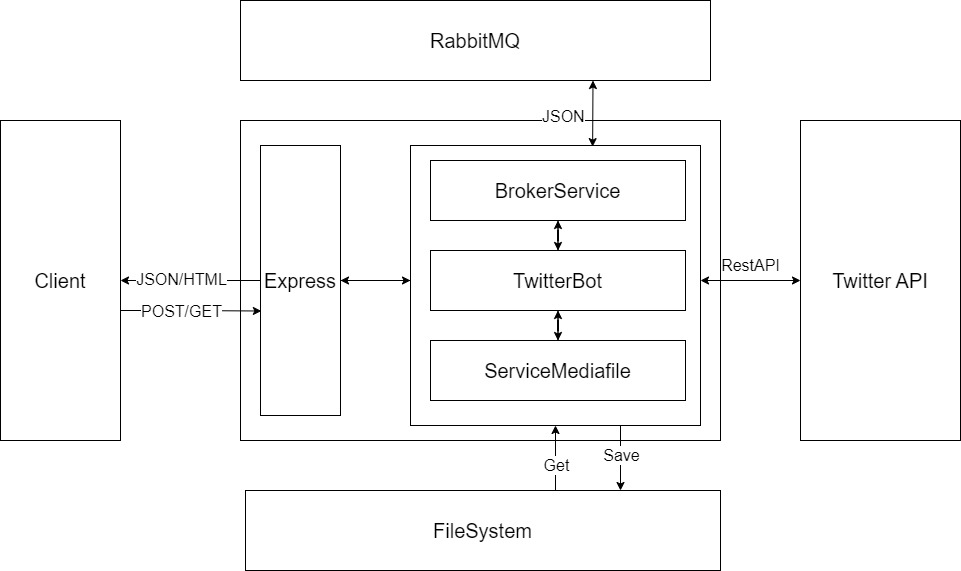 RabbitMQ
JSON
BrokerService
Client
JSON/HTML
POST/GET
Express
TwitterBot
RestAPI
Twitter API
ServiceMediafile
Get
Save
FileSystem